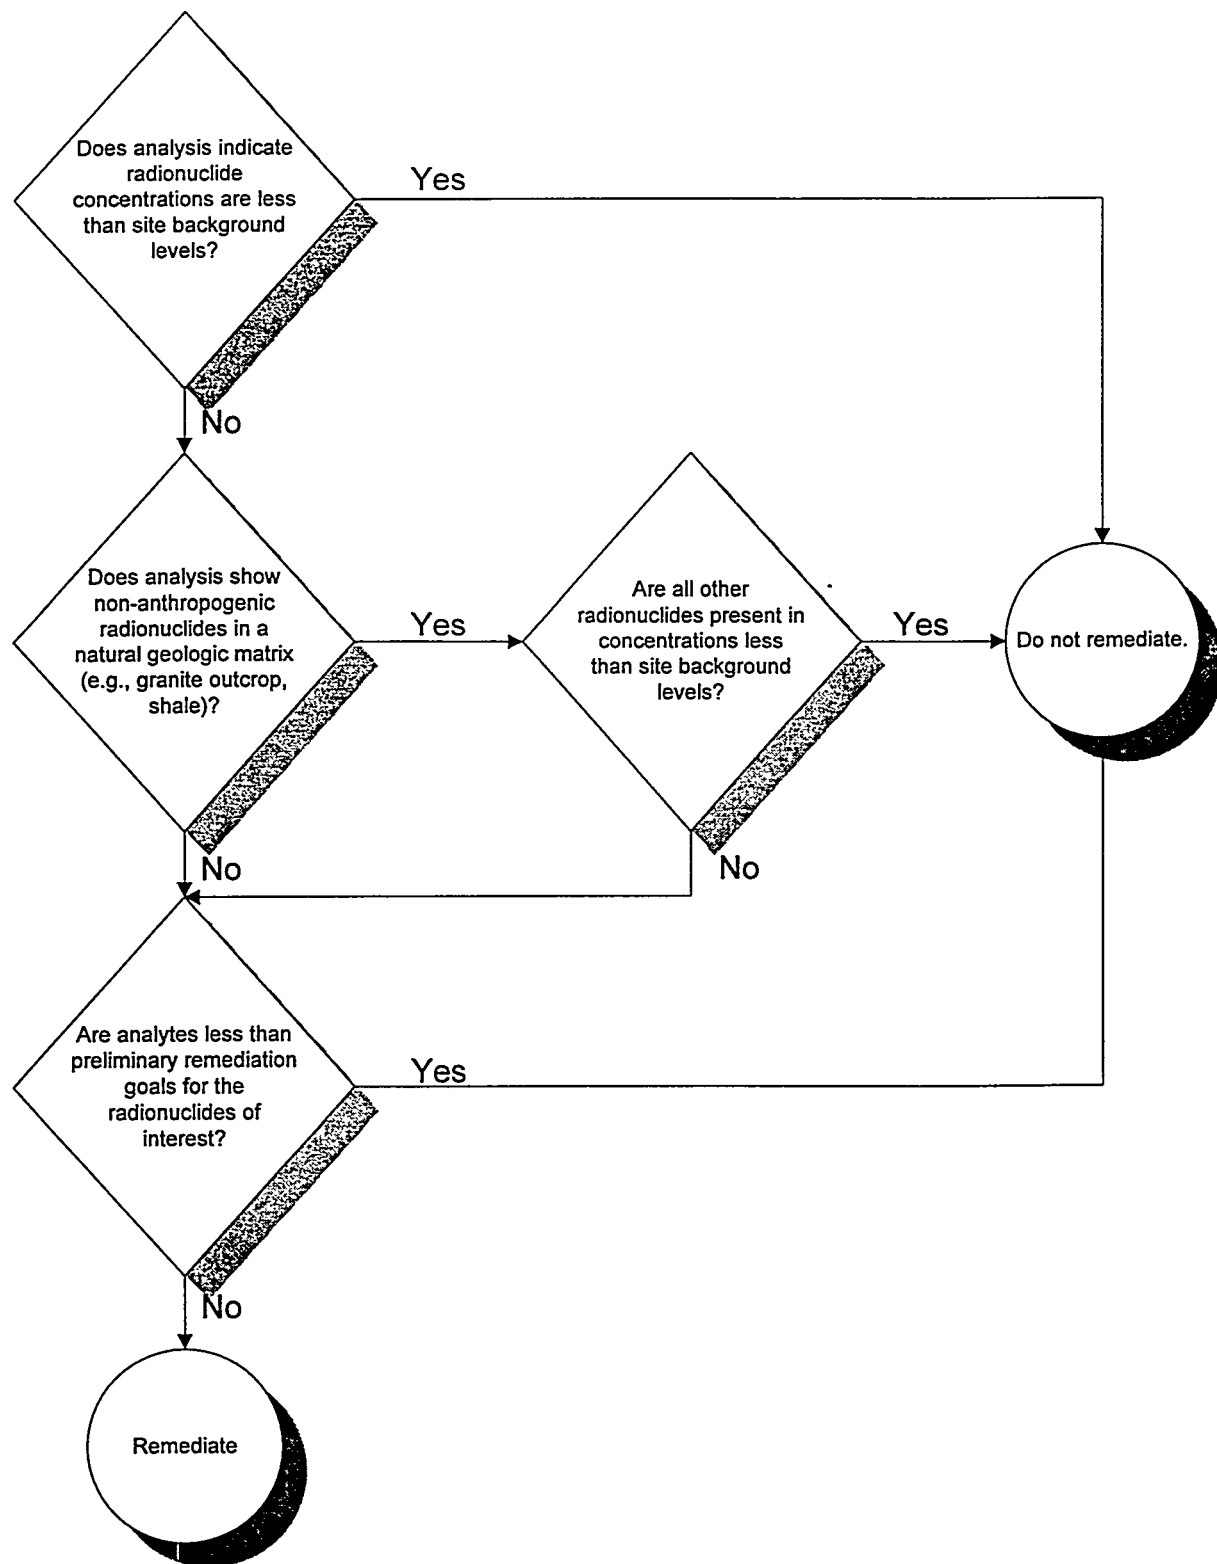 Does analysis indicate
radionuclide
concentrations are less
than site background
levels?
Yes
No
Does analysis show
non-anthropogenic
radionuclides in a
natural geologic matrix
(e.g., granite outcrop,
shale)?
Yes
Are all other
radionuclides present in
concentrations less
than site background
levels?
Yes
Do not remediate.
No
No
Are analytes less than
preliminary remediation
goals for the
radionuclides of
interest?
Yes
No
Remediate